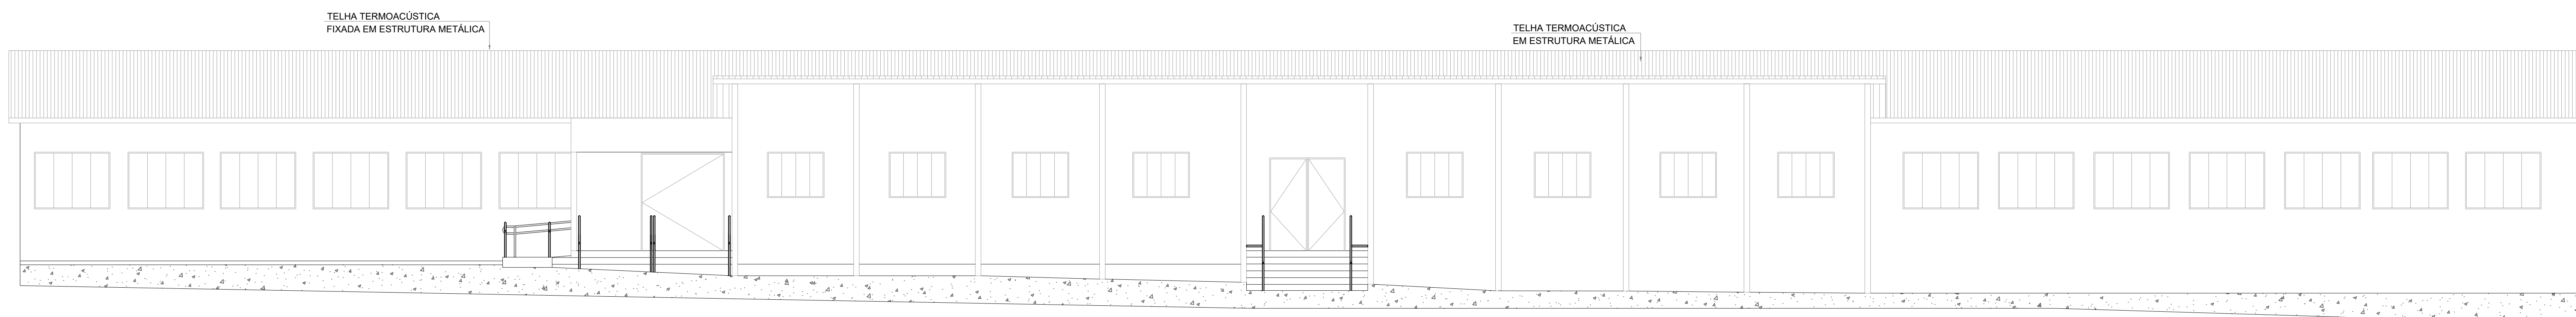 TELHA TERMOACÚSTICA
FIXADA EM ESTRUTURA METÁLICA
TELHA TERMOACÚSTICA
EM ESTRUTURA METÁLICA